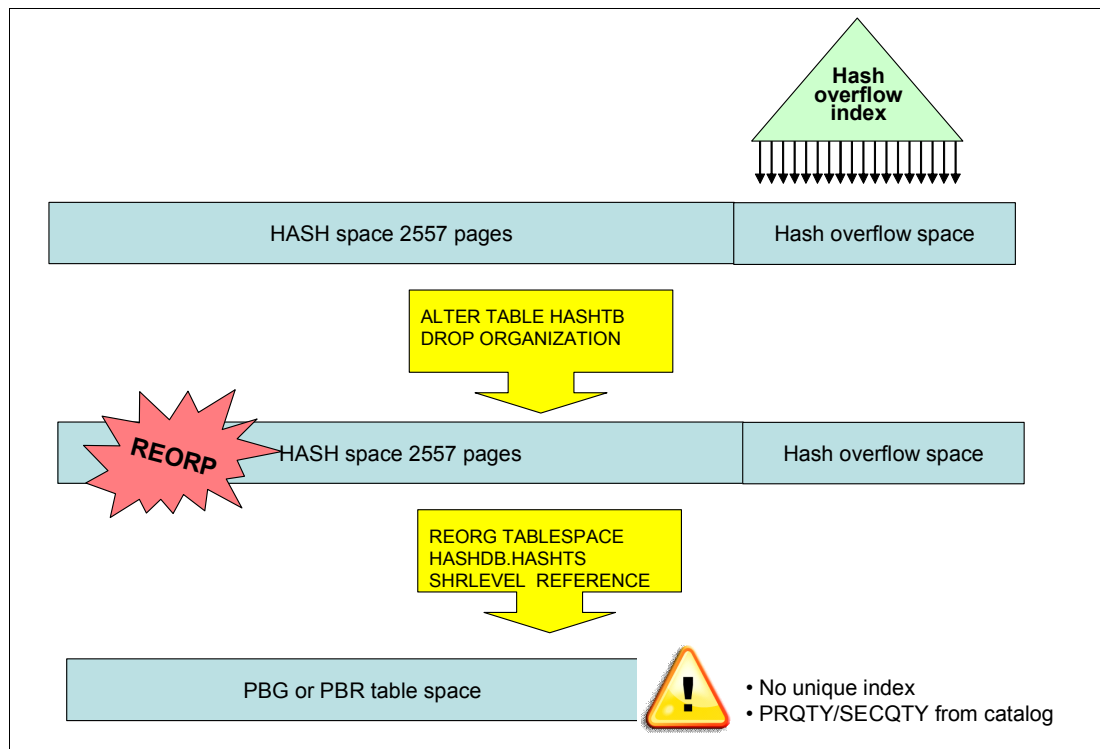 Hash
overflow
index
HASH space 2557 pages
Hash overflow space
ALTER TABLE HASHTB
DROP ORGANIZATION
REORP
HASH space 2557 pages
Hash overflow space
REORG TABLESPACE
HASHDB.HASHTS
SHRLEVEL REFERENCE
PBG or PBR table space
!
• No unique index
• PRQTY/SECQTY from catalog